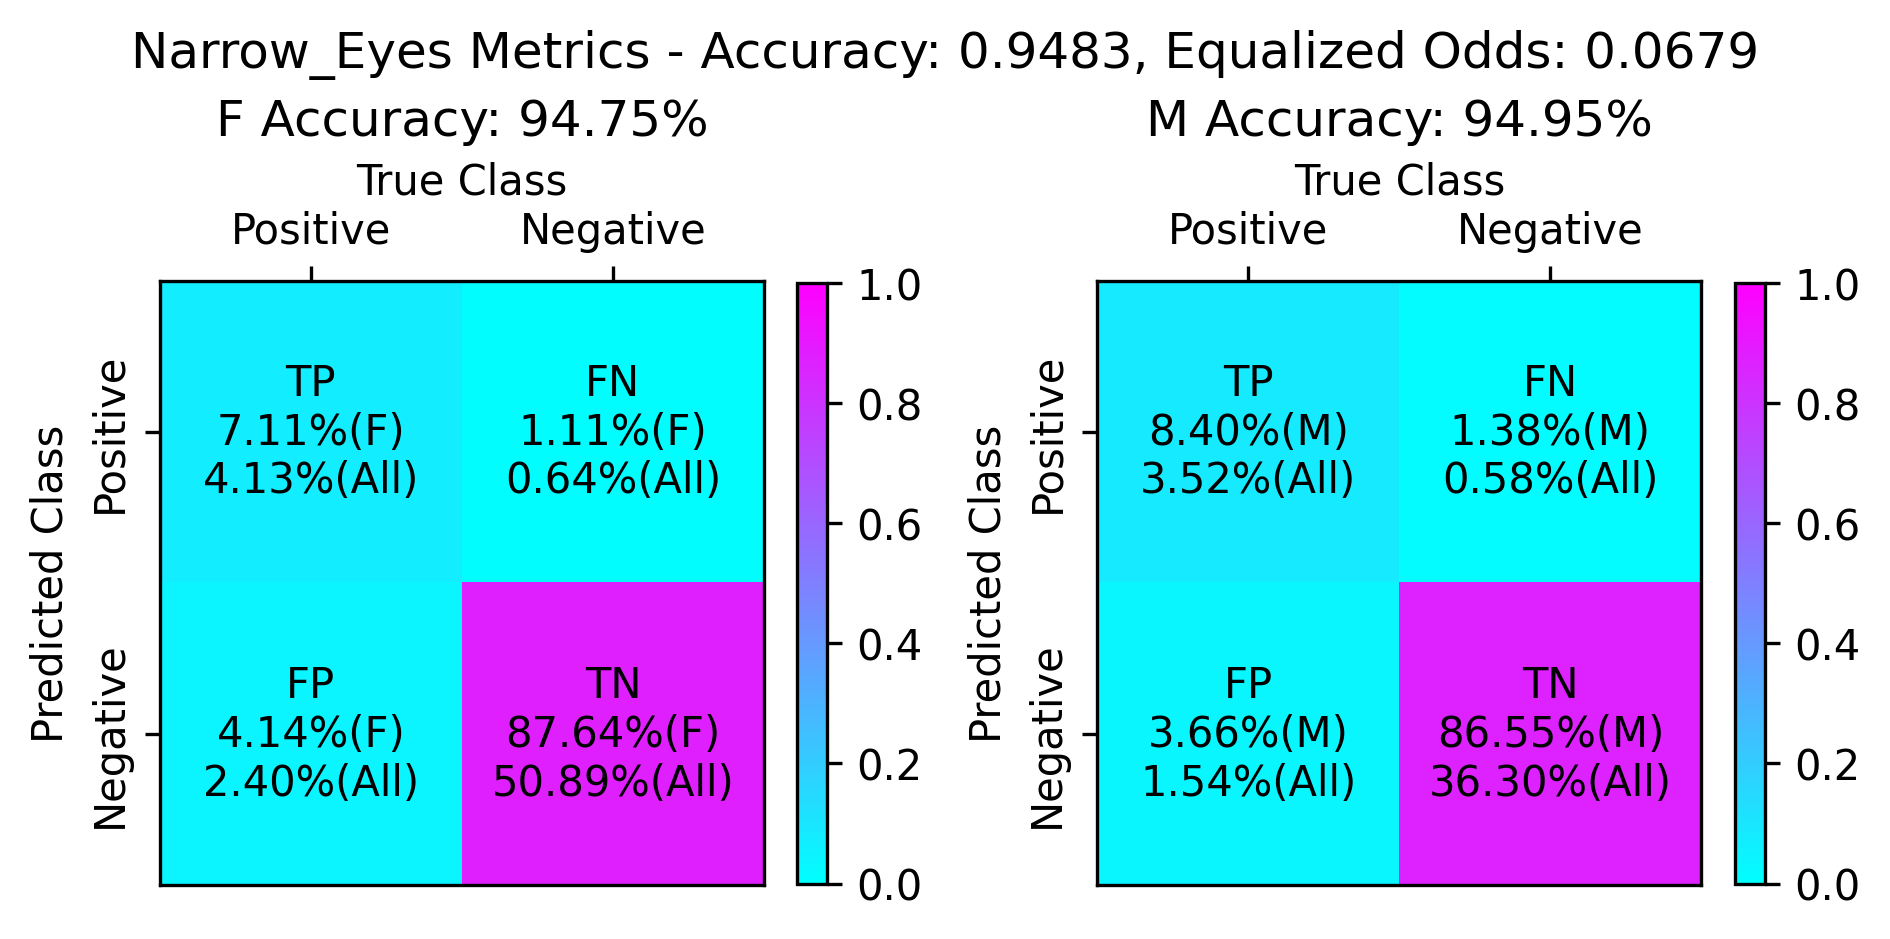 Narrow_Eyes Metrics - Accuracy: 0.9483, Equalized Odds: 0.0679
F Accuracy: 94.75%
True Class
Positive Negative
Predicted Class
Positive
Negative
TP
7.11%(F)
4.13%(All)
FN
1.11%(F)
0.64%(All)
FP
4.14%(F)
2.40%(All)
TN
87.64%(F)
50.89%(All)
1.0
0.8
0.6
0.4
0.2
0.0
M Accuracy: 94.95%
True Class
Positive Negative
Predicted Class
Positive
Negative
TP
8.40%(M)
3.52%(All)
FN
1.38%(M)
0.58%(All)
FP
3.66%(M)
1.54%(All)
TN
86.55%(M)
36.30%(All)
1.0
0.8
0.6
0.4
0.2
0.0